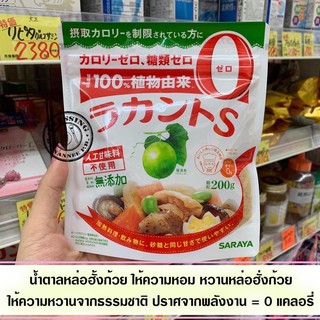 摂取カロリーを制限されている方に
カロリーゼロ、糖類ゼロ
100%植物由来
0
ゼロ
ラカントS
人工甘味料
不使用
無添加
200g
SARAYA
238
น้ำตาลหล่อฮั้งก้วย ให้ความหอม หวานหล่อฮั้งก้วย
ให้ความหวานจากธรรมชาติ ปราศจากพลังงาน = 0 แคลอรี่